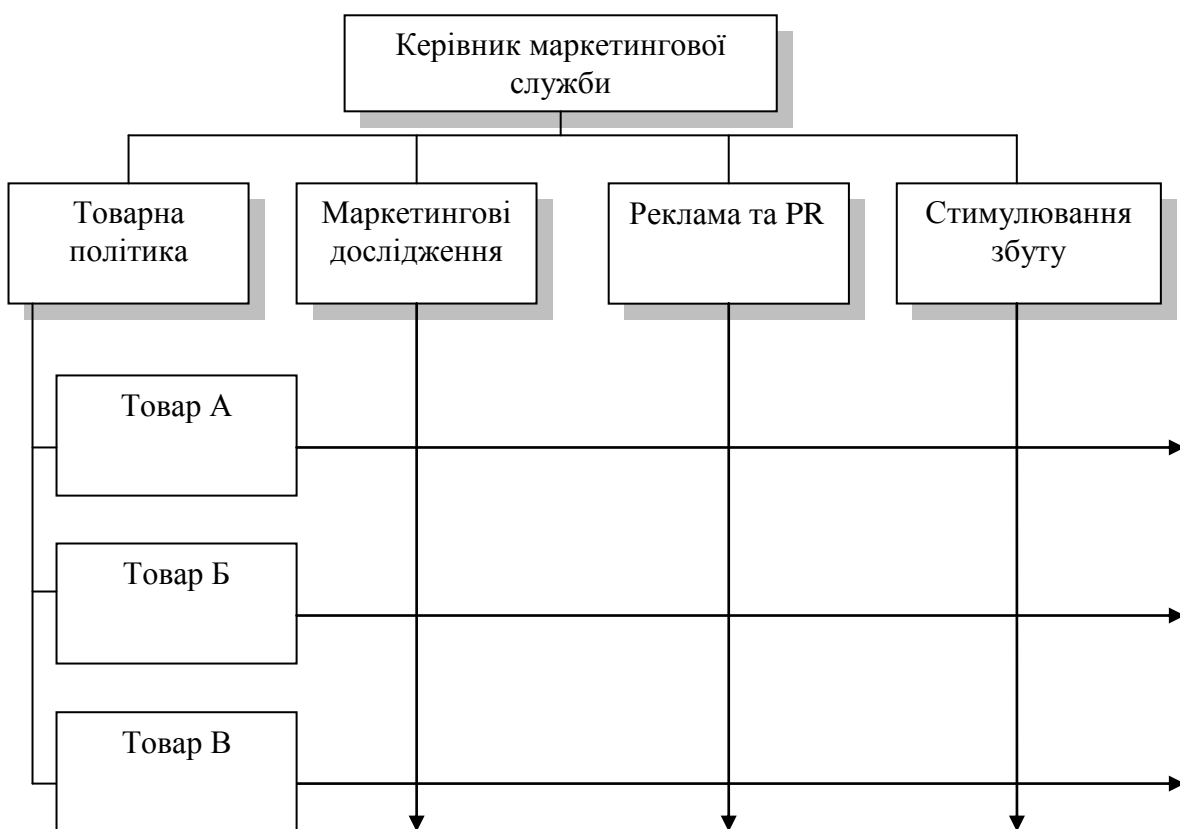 Керівник маркетингової
служби
Товарна
політика
Маркетингові
дослідження
Реклама та PR
Стимулювання
збуту
Товар А
Товар Б
Товар В